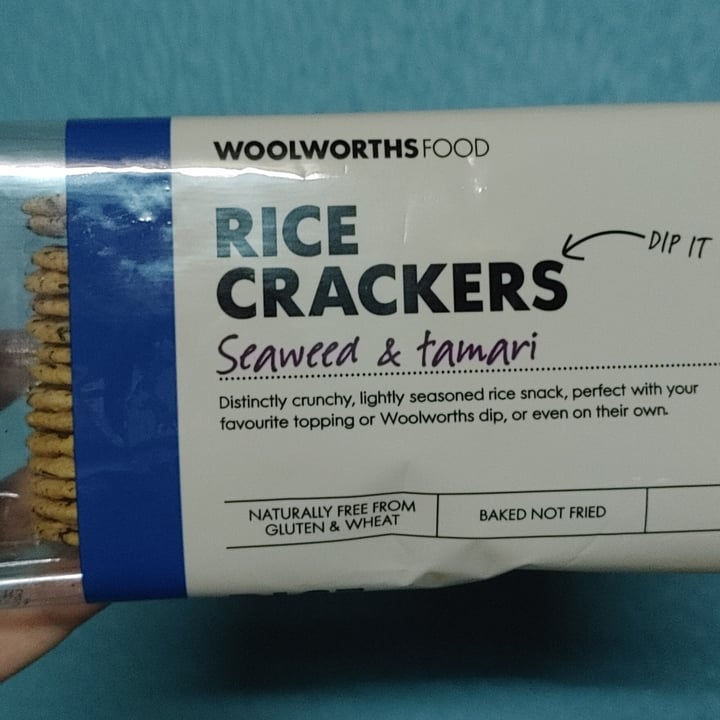 WOOLWORTHS FOOD
RICE
CRACKERS
DIP IT
Seaweed & tamari
Distinctly crunchy, lightly seasoned rice snack, perfect with your
favourite topping or Woolworths dip, or even on their own.
NATURALLY FREE FROM
GLUTEN & WHEAT
BAKED NOT FRIED